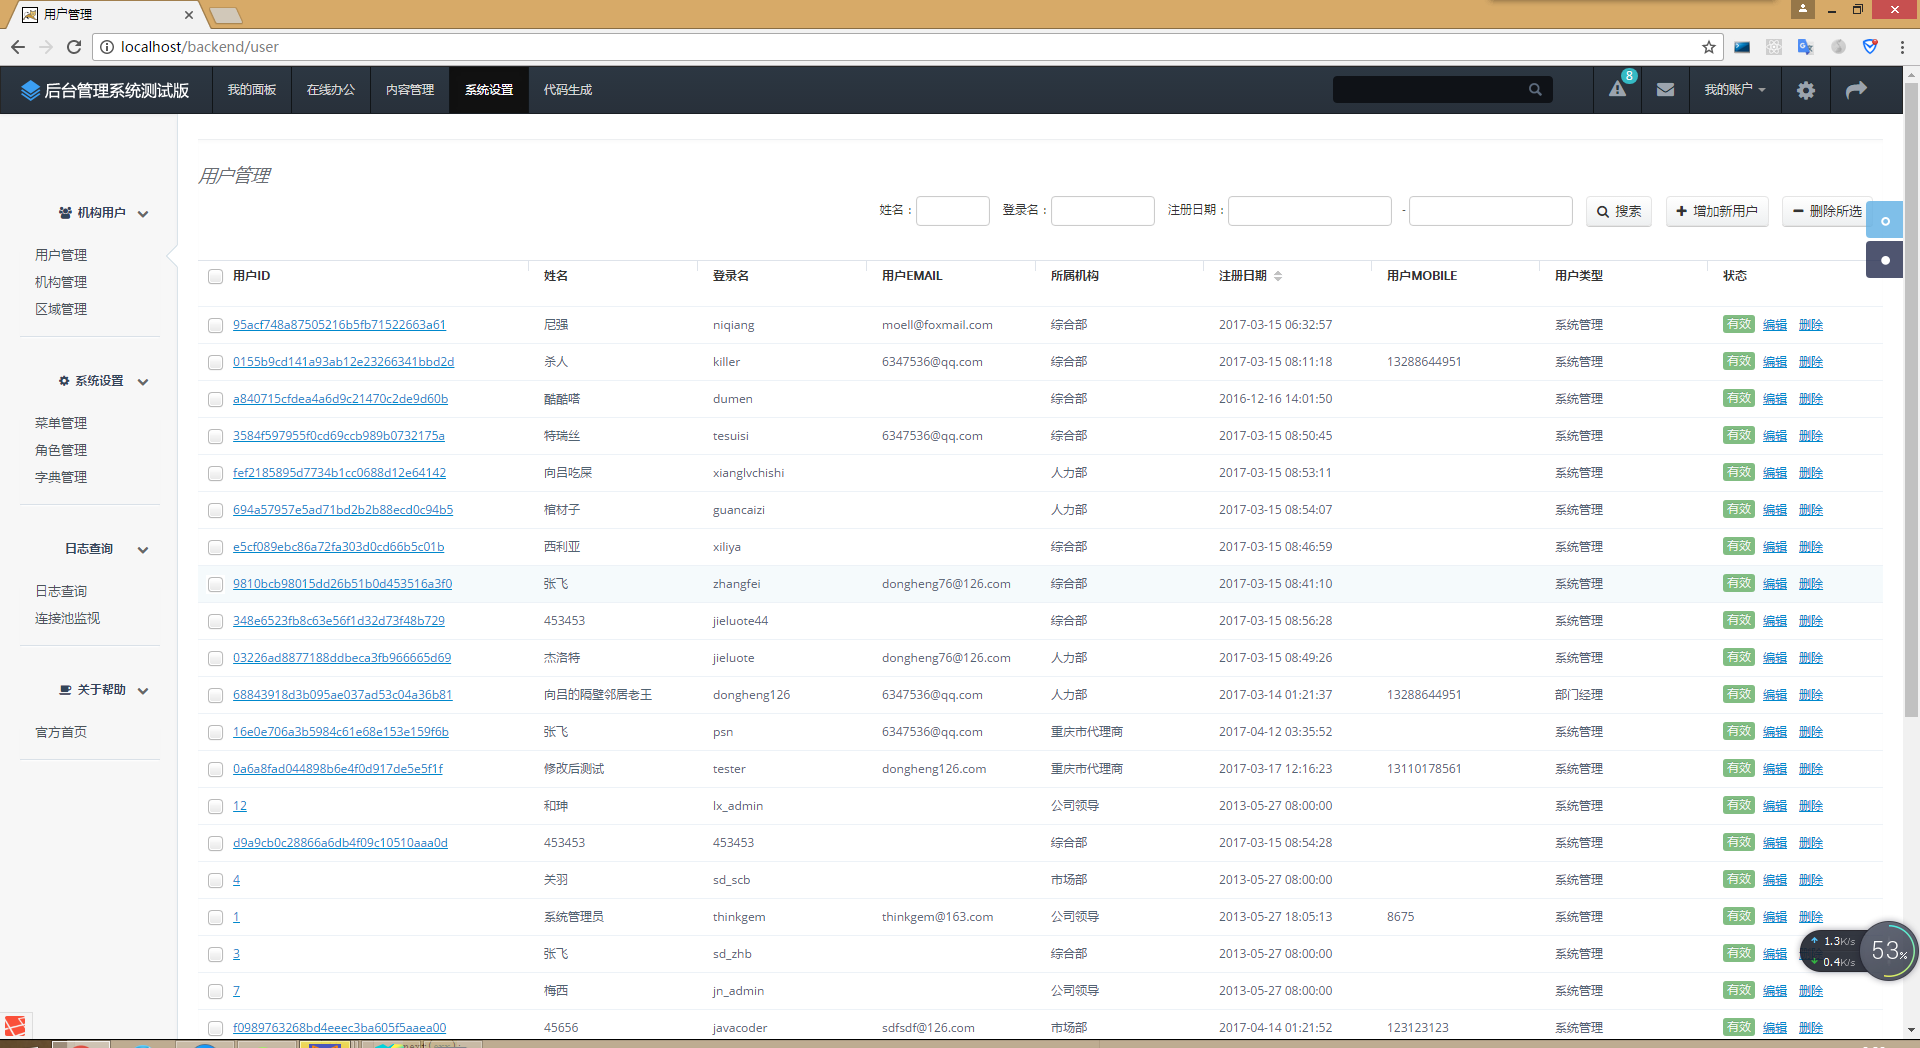 用户管理
localhost/backend/user
后台管理系统测试版 我的面板 在线办公 内容管理 系统设置 代码生成 8 我的账户
用户管理
姓名： 登录名： 注册日期： - 搜索 增加新用户 删除所选
机构用户
用户管理
机构管理
区域管理
系统设置
菜单管理
角色管理
字典管理
日志查询
日志查询
连接池监视
关于帮助
官方首页
用户ID 姓名 登录名 用户EMAIL 所属机构 注册日期 用户MOBILE 用户类型 状态
95acf748a87505216b5fb71522663a61 尼强 niqiang moell@foxmail.com 综合部 2017-03-15 06:32:57 系统管理 有效 编辑 删除
0155b9cd141a93ab12e23266341bbd2d 杀人 killer 6347536@qq.com 综合部 2017-03-15 08:11:18 13288644951 系统管理 有效 编辑 删除
a840715cfdea4a6d9c21470c2de9d60b 酷酷嗒 dumen 综合部 2016-12-16 14:01:50 系统管理 有效 编辑 删除
3584f597955f0cd69ccb989b0732175a 特瑞丝 tesuisi 6347536@qq.com 综合部 2017-03-15 08:50:45 系统管理 有效 编辑 删除
fef2185895d7734b1cc0688d12e64142 向吕吃屎 xianglvchishi 人力部 2017-03-15 08:53:11 系统管理 有效 编辑 删除
694a57957e5ad71bd2b2b88ecd0c94b5 棺材子 guancaizi 人力部 2017-03-15 08:54:07 系统管理 有效 编辑 删除
e5cf089ebc86a72fa303d0cd66b5c01b 西利亚 xiliya 综合部 2017-03-15 08:46:59 系统管理 有效 编辑 删除
9810bcb98015dd26b51b0d453516a3f0 张飞 zhangfei dongheng76@126.com 综合部 2017-03-15 08:41:10 系统管理 有效 编辑 删除
348e6523fb8c63e56f1d32d73f48b729 453453 jieluote44 综合部 2017-03-15 08:56:28 系统管理 有效 编辑 删除
03226ad8877188ddbeca3fb966665d69 杰洛特 jieluote dongheng76@126.com 人力部 2017-03-15 08:49:26 系统管理 有效 编辑 删除
68843918d3b095ae037ad53c04a36b81 向吕的隔壁邻居老王 dongheng126 6347536@qq.com 人力部 2017-03-14 01:21:37 13288644951 部门经理 有效 编辑 删除
16e0e706a3b5984c61e68e153e159f6b 张飞 psn 6347536@qq.com 重庆市代理商 2017-04-12 03:35:52 系统管理 有效 编辑 删除
0a6a8fad044898b6e4f0d917de5e5f1f 修改后测试 tester dongheng126.com 重庆市代理商 2017-03-17 12:16:23 13110178561 系统管理 有效 编辑 删除
12 和珅 lx_admin 公司领导 2013-05-27 08:00:00 系统管理 有效 编辑 删除
d9a9cb0c28866a6db4f09c10510aaa0d 453453 453453 综合部 2017-03-15 08:54:28 系统管理 有效 编辑 删除
4 关羽 sd_scb 市场部 2013-05-27 08:00:00 系统管理 有效 编辑 删除
1 系统管理员 thinkgem thinkgem@163.com 公司领导 2013-05-27 18:05:13 8675 系统管理 有效 编辑 删除
3 张飞 sd_zhb 综合部 2013-05-27 08:00:00 系统管理 有效 编辑
1.3K/s
0.4K/s
53%
7 梅西 jn_admin 公司领导 2013-05-27 08:00:00 系统管理 有效 编辑 删除
f0989763268bd4eeec3ba605f5aaea00 45656 javacoder sdfsdf@126.com 市场部 2017-04-14 01:21:52 123123123 系统管理 有效 编辑 删除